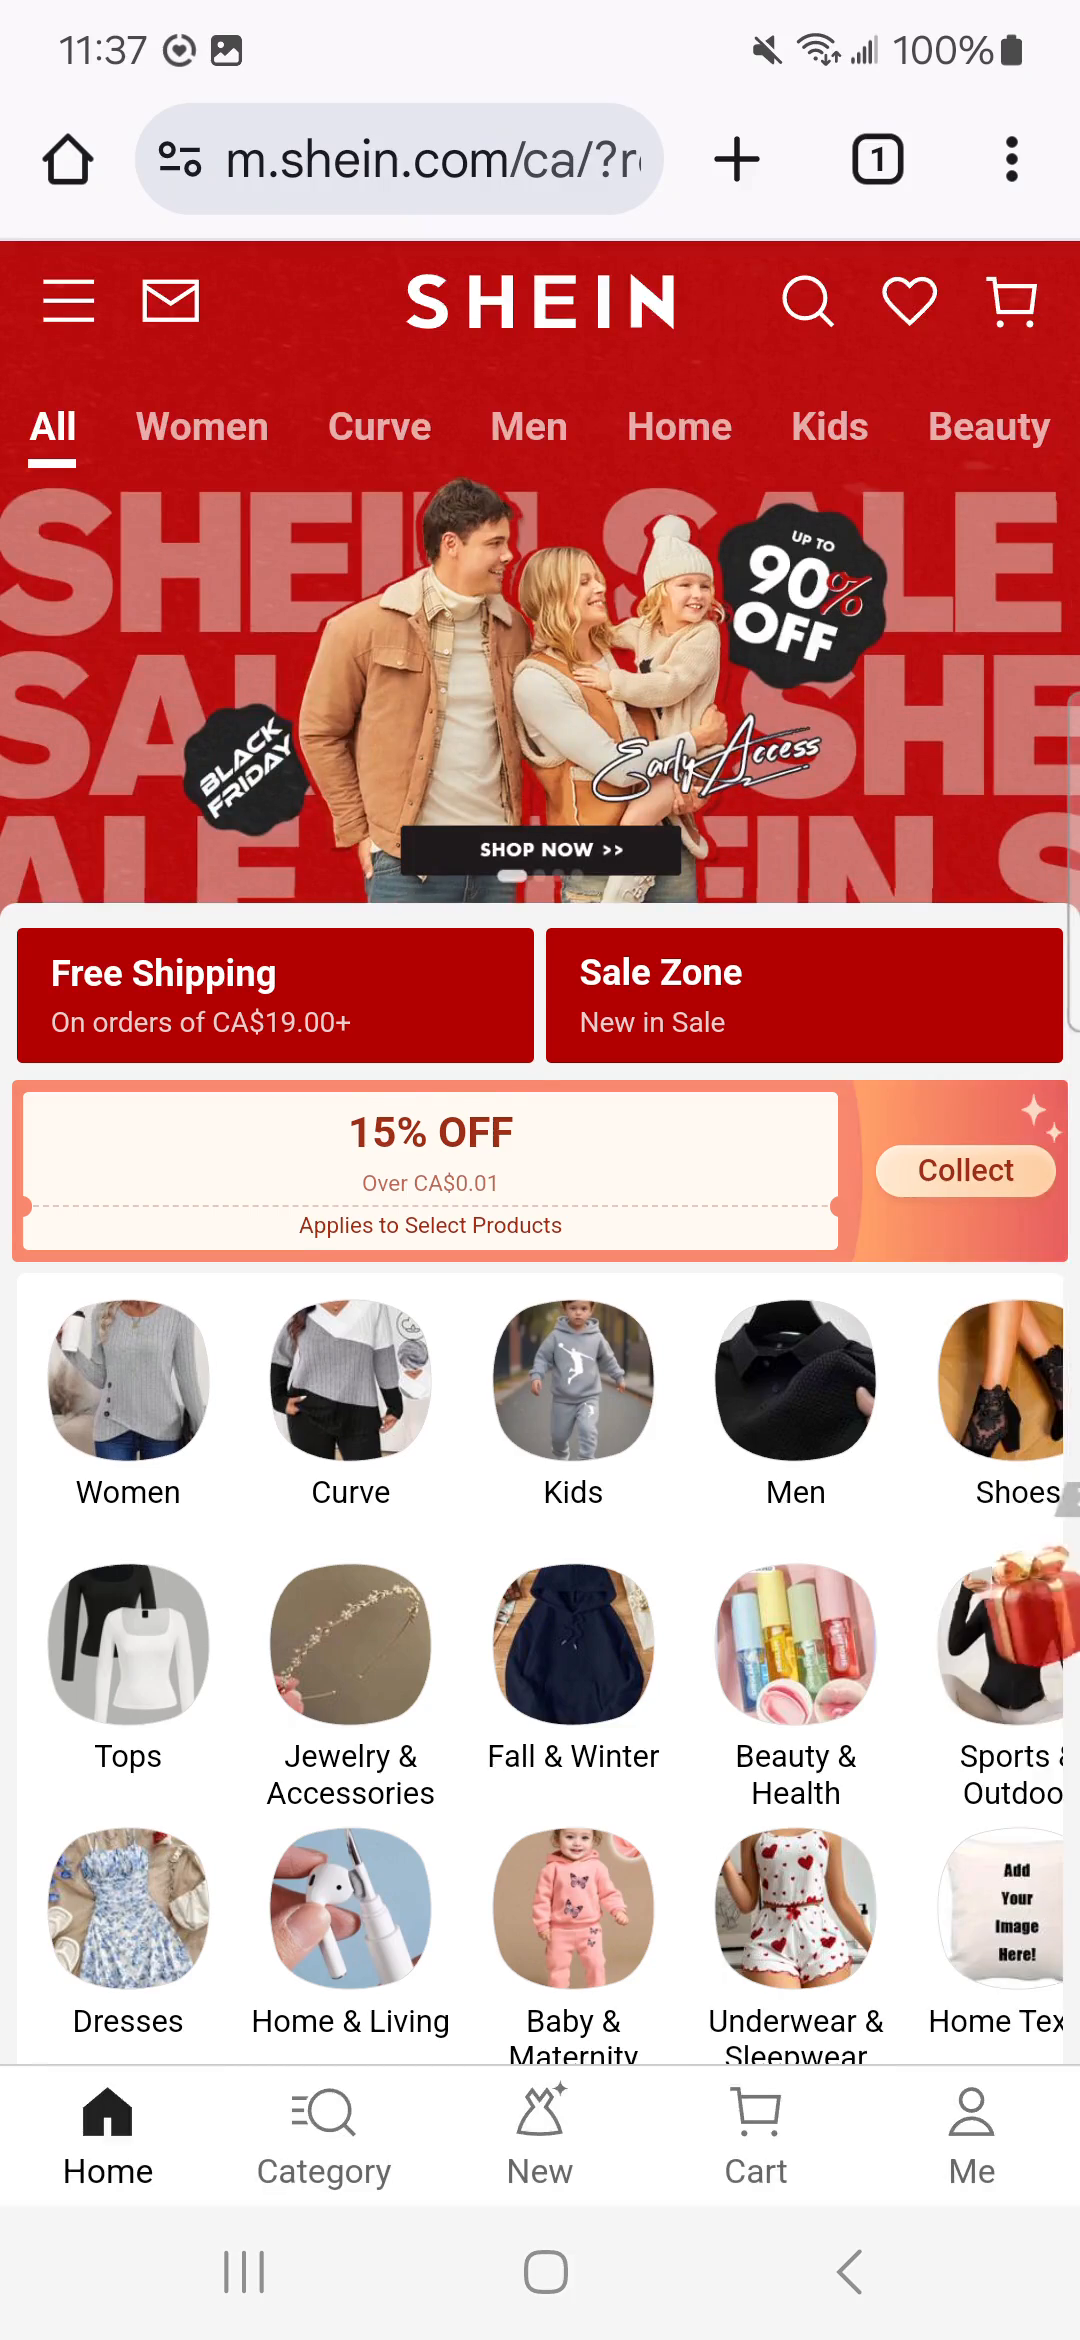 11:37
100%
m.shein.com/ca/?r
1
SHEIN
All Women Curve Men Home Kids Beauty
SHEIN SALE
UP TO
90%
OFF
SA SHE
BLACK
FRIDAY
Early Access
ALE EIN S
SHOP NOW >>
Free Shipping
On orders of CA$19.00+
Sale Zone
New in Sale
15% OFF
Over CA$0.01
Applies to Select Products
Collect
Women Curve Kids Men Shoes
Tops Jewelry & Fall & Winter Beauty & Sports &
Accessories Health Outdoo
Add
Your
Image
Here!
Dresses Home & Living Baby & Underwear & Home Tex
Maternity Sleepwear
Home Category New Cart Me